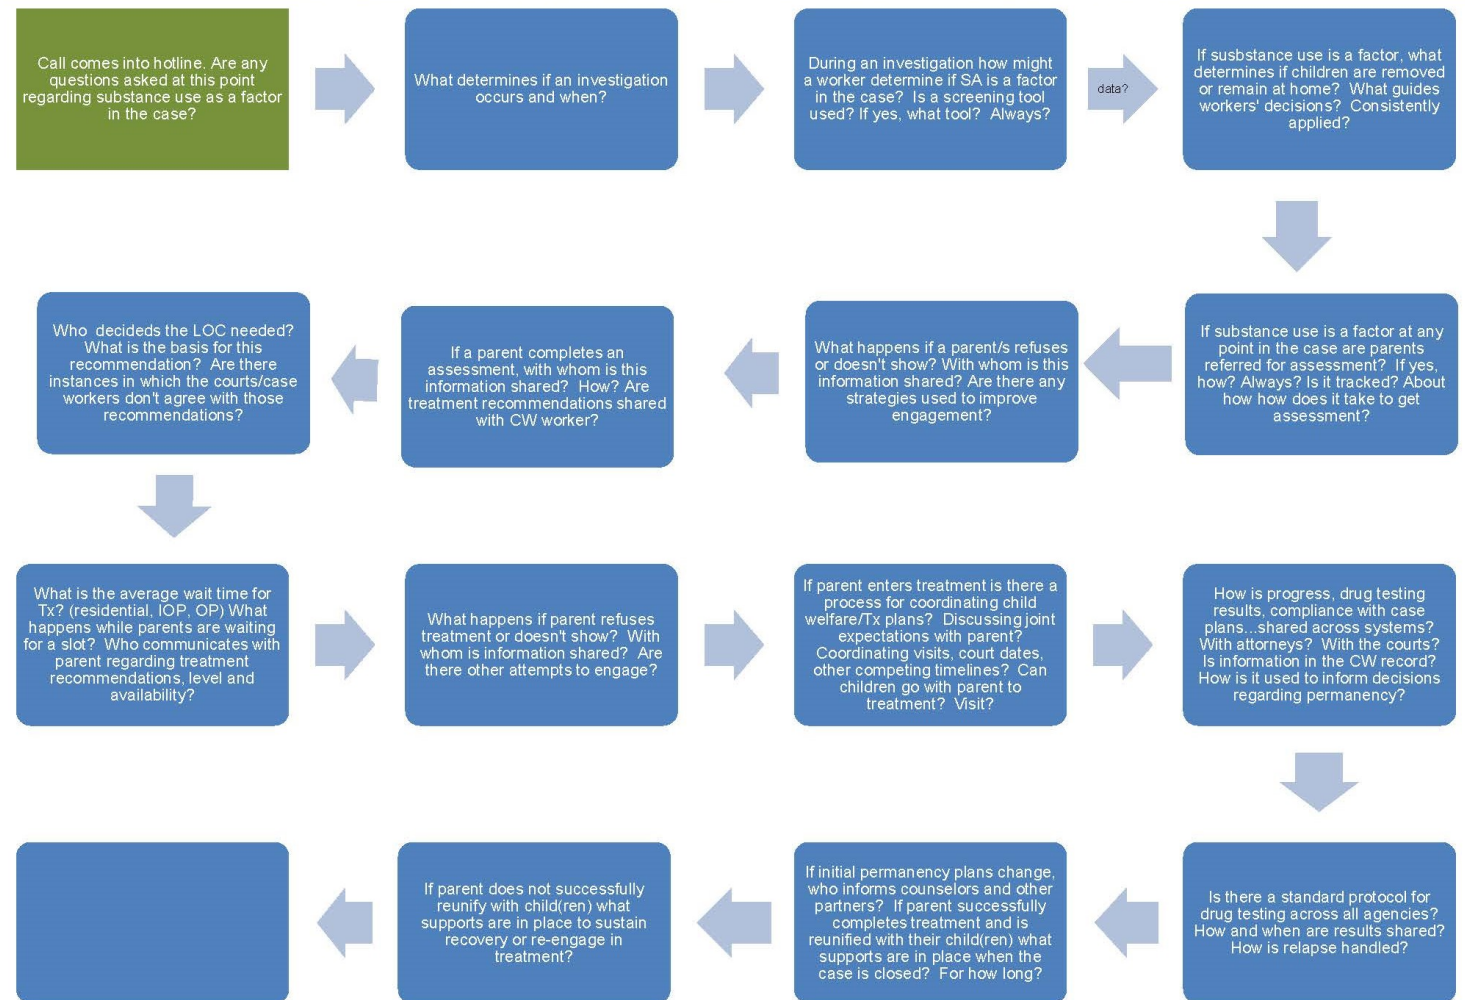 Call comes into hotline. Are any
questions asked at this point
regarding substance use as a factor
in the case?
What determines if an investigation
occurs and when?
During an investigation how might
a worker determine if SA is a factor
in the case? Is a screening tool
used? If yes, what tool? Always?
data?
If susbstance use is a factor, what
determines if children are removed
or remain at home? What guides
workers' decisions? Consistently
applied?
If substance use is a factor at any
point in the case are parents
referred for assessment? If yes,
how? Always? Is it tracked? About
how how does it take to get
assessment?
What happens if a parent/s refuses
or doesn't show? With whom is this
information shared? Are there any
strategies used to improve
engagement?
If a parent completes an
assessment, with whom is this
information shared? How? Are
treatment recommendations shared
with CW worker?
Who decideds the LOC needed?
What is the basis for this
recommendation? Are there
instances in which the courts/case
workers don't agree with those
recommendations?
What is the average wait time for
Tx? (residential, IOP, OP) What
happens while parents are waiting
for a slot? Who communicates with
parent regarding treatment
recommendations, level and
availability?
What happens if parent refuses
treatment or doesn't show? With
whom is information shared? Are
there other attempts to engage?
If parent enters treatment is there a
process for coordinating child
welfare/Tx plans? Discussing joint
expectations with parent?
Coordinating visits, court dates,
other competing timelines? Can
children go with parent to
treatment? Visit?
How is progress, drug testing
results, compliance with case
plans...shared across systems?
With attorneys? With the courts?
Is information in the CW record?
How is it used to inform decisions
regarding permanency?
Is there a standard protocol for
drug testing across all agencies?
How and when are results shared?
How is relapse handled?
If initial permanency plans change,
who informs counselors and other
partners? If parent successfully
completes treatment and is
reunified with their child(ren) what
supports are in place when the
case is closed? For how long?
If parent does not successfully
reunify with child(ren) what
supports are in place to sustain
recovery or re-engage in
treatment?